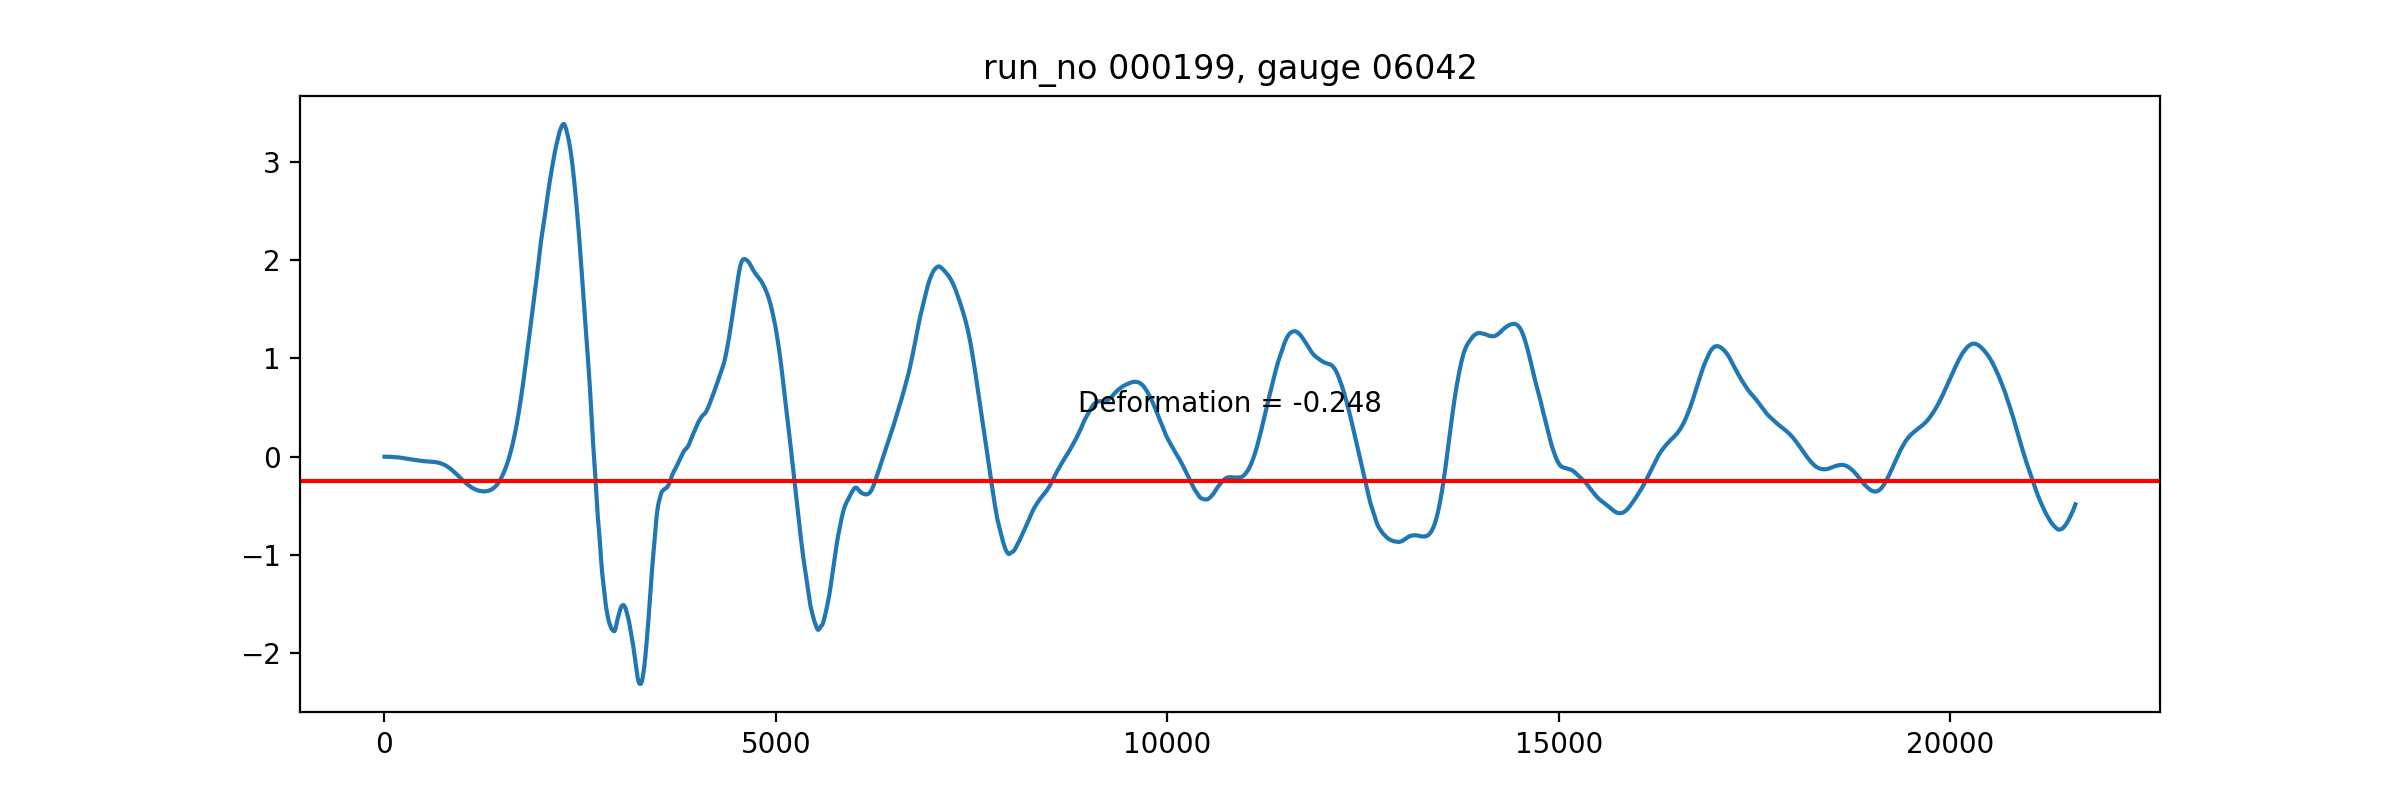 run_no 000199, gauge 06042
3
2
1
0
−1
−2
Deformation = -0.248
0 5000 10000 15000 20000